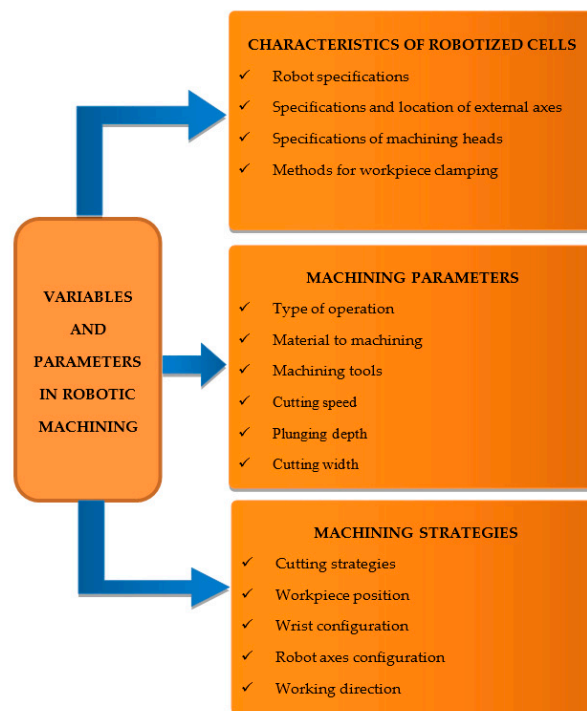 CHARACTERISTICS OF ROBOTIZED CELLS
✓ Robot specifications
✓ Specifications and location of external axes
✓ Specifications of machining heads
✓ Methods for workpiece clamping
VARIABLES
AND
PARAMETERS
IN ROBOTIC
MACHINING
MACHINING PARAMETERS
✓ Type of operation
✓ Material to machining
✓ Machining tools
✓ Cutting speed
✓ Plunging depth
✓ Cutting width
MACHINING STRATEGIES
✓ Cutting strategies
✓ Workpiece position
✓ Wrist configuration
✓ Robot axes configuration
✓ Working direction